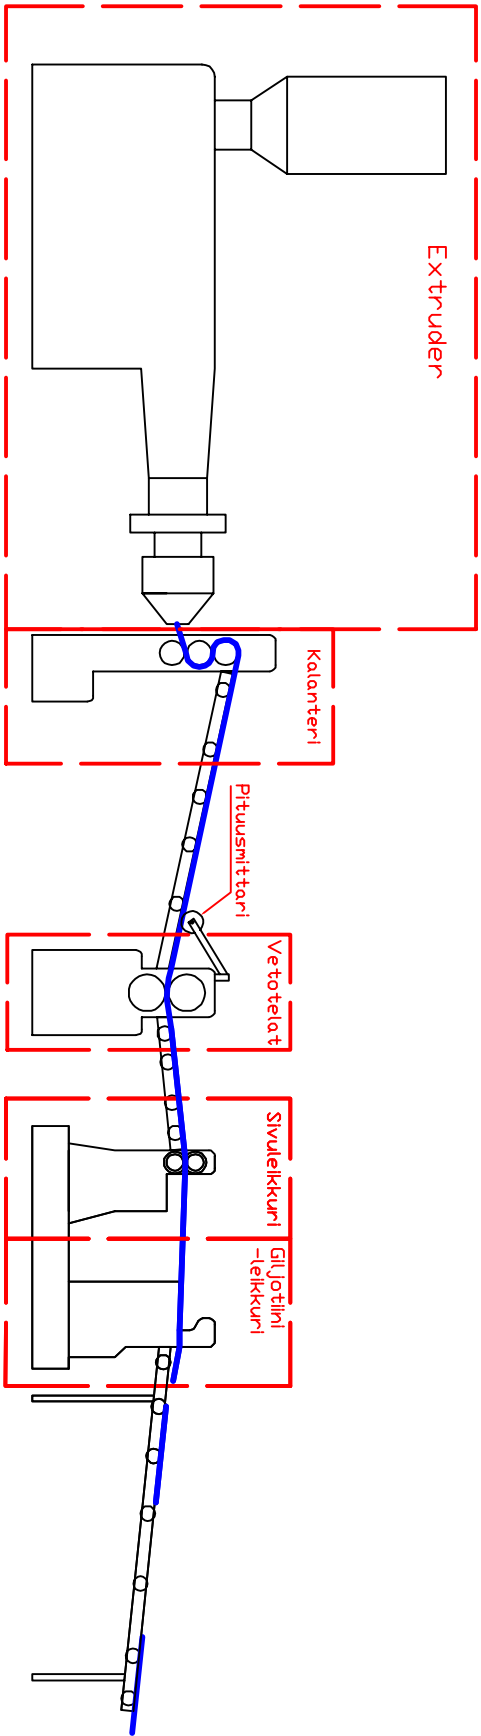 Extruder
Kalanteri
Pituusmittari
Vetotelat
Sivuleikkuri
Giljotiini
-leikkuri